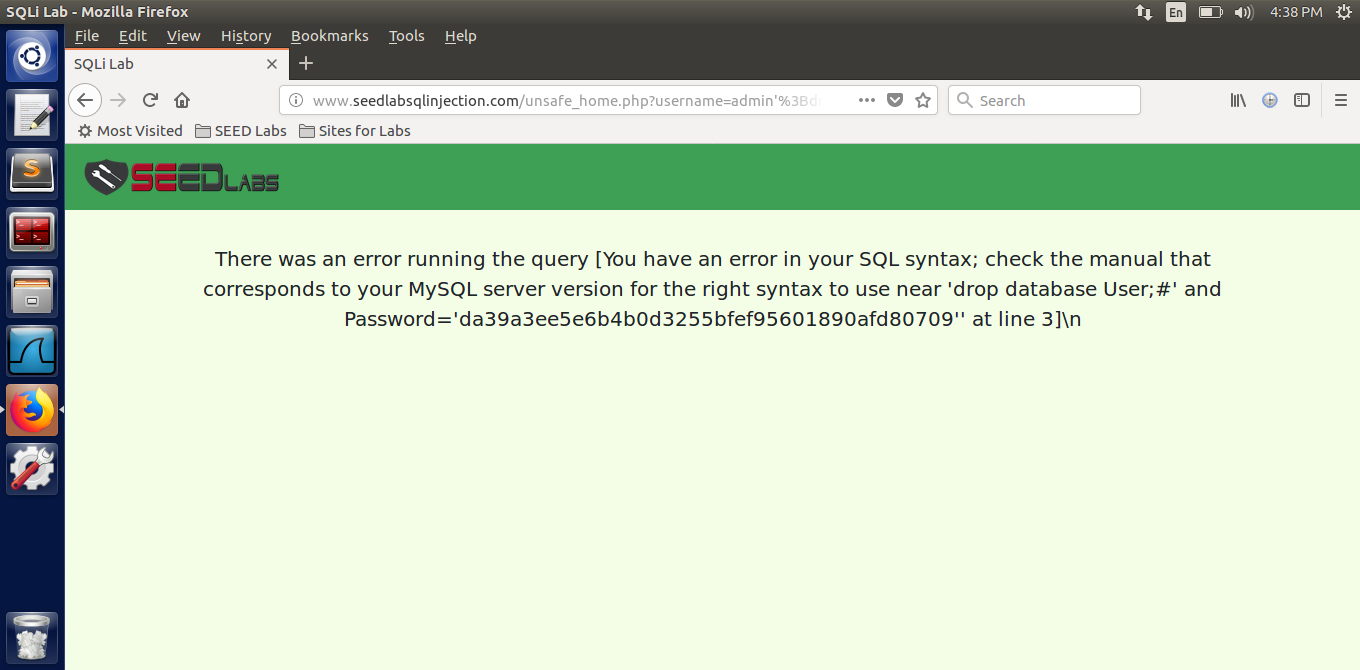 SQLi Lab - Mozilla Firefox
En
4:38 PM
File Edit View History Bookmarks Tools Help
SQLi Lab
www.seedlabsqlinjection.com/unsafe_home.php?username=admin'%3Bdr
Search
Most Visited SEED Labs Sites for Labs
SEEDLABS
There was an error running the query [You have an error in your SQL syntax; check the manual that
corresponds to your MySQL server version for the right syntax to use near 'drop database User;#' and
Password='da39a3ee5e6b4b0d3255bfef95601890afd80709'' at line 3]\n